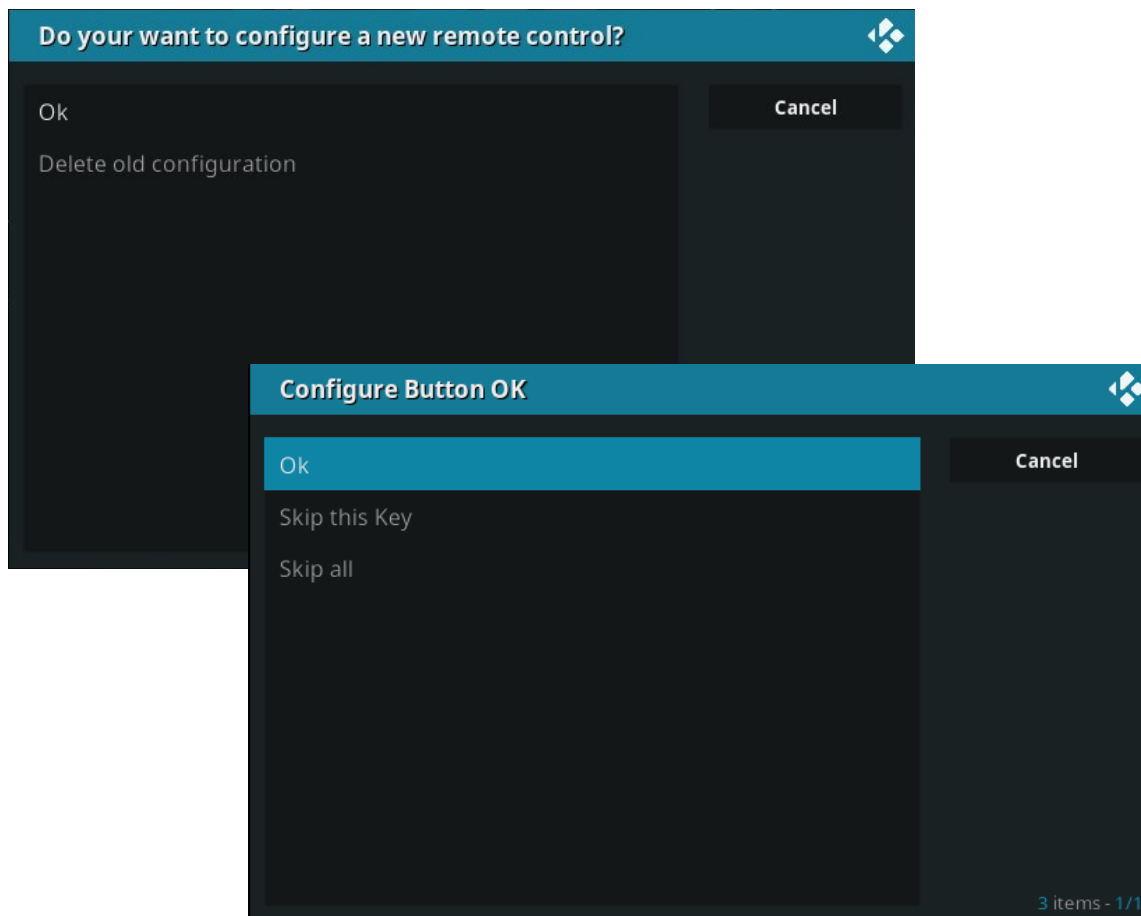 Do your want to configure a new remote control?
Ok
Cancel
Delete old configuration
Configure Button OK
Ok
Cancel
Skip this Key
Skip all
3 items - 1/1